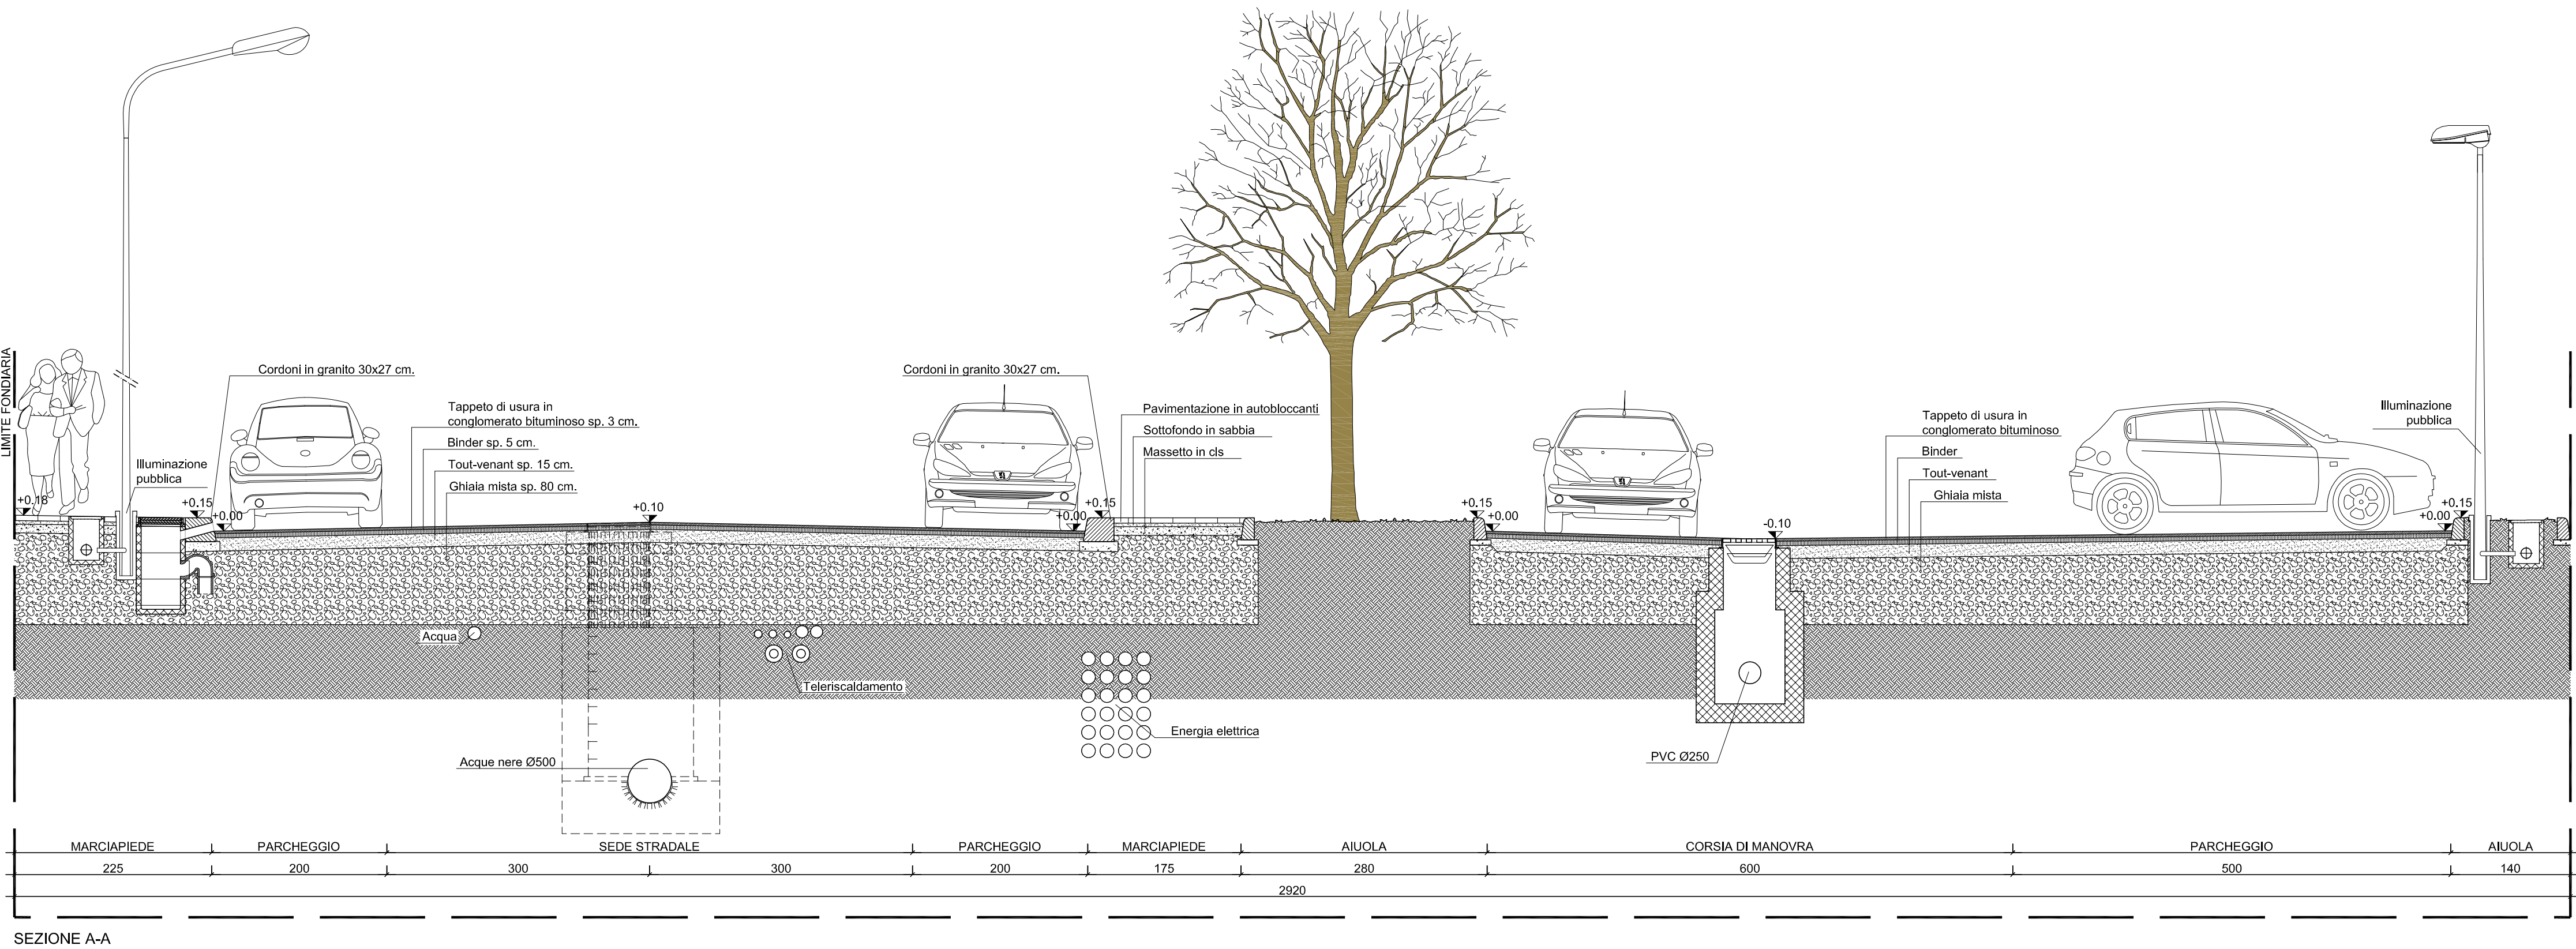 LIMITE FONDIARIA
Cordoni in granito 30x27 cm.
Tappeto di usura in
conglomerato bituminoso sp. 3 cm.
Binder sp. 5 cm.
Tout-venant sp. 15 cm.
Ghiaia mista sp. 80 cm.
Illuminazione
pubblica
+0.18
+0.15
+0.00
+0.10
Cordoni in granito 30x27 cm.
+0.15
+0.00
Pavimentazione in autobloccanti
Sottofondo in sabbia
Massetto in cls
+0.15
+0.00
-0.10
Tappeto di usura in
conglomerato bituminoso
Binder
Tout-venant
Ghiaia mista
Illuminazione
pubblica
+0.15
+0.00
Acqua
Teleriscaldamento
Energia elettrica
Acque nere Ø500
PVC Ø250
MARCIAPIEDE PARCHEGGIO SEDE STRADALE PARCHEGGIO MARCIAPIEDE AIUOLA CORSIA DI MANOVRA PARCHEGGIO AIUOLA
225 200 300 300 200 175 280 600 500 140
2920
SEZIONE A-A